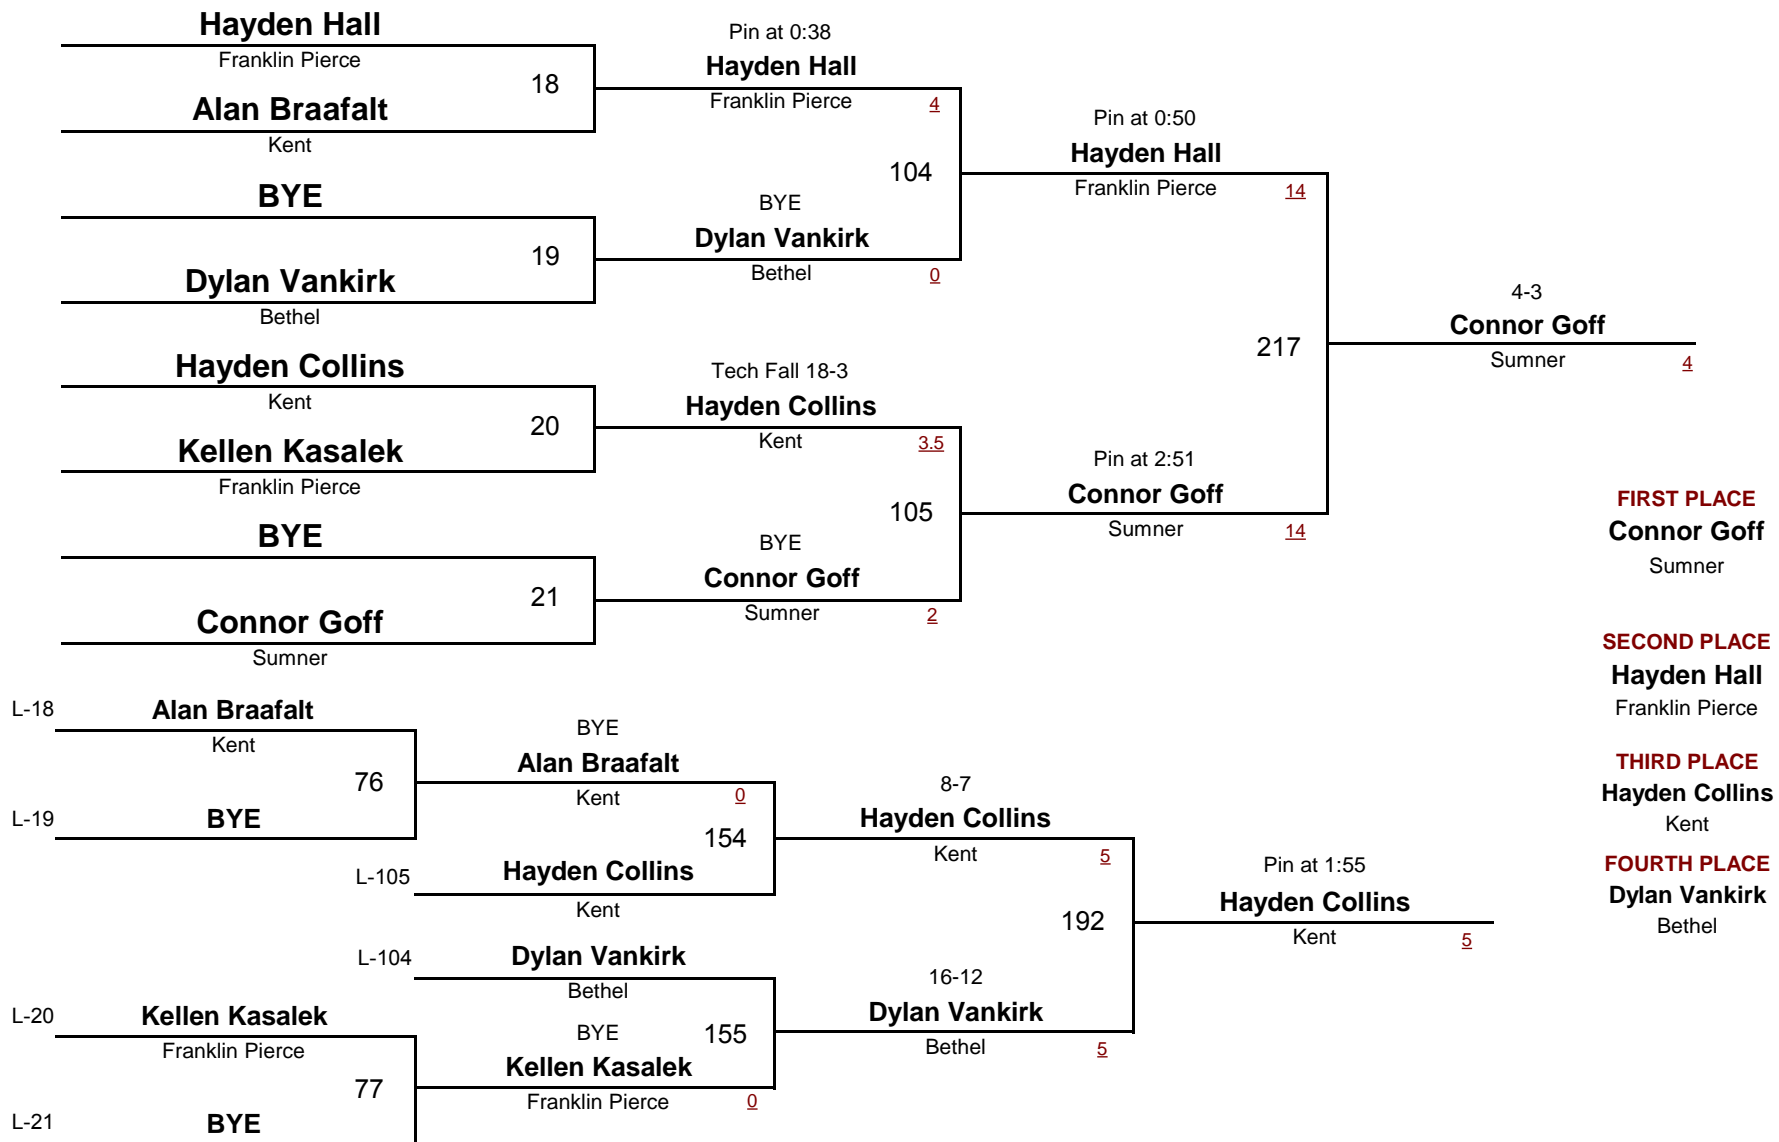 Hayden Hall
Franklin Pierce
18
Alan Braafalt
Kent
BYE
19
Dylan Vankirk
Bethel
Hayden Collins
Kent
20
Kellen Kasalek
Franklin Pierce
BYE
21
Connor Goff
Sumner
Pin at 0:38
Hayden Hall
Franklin Pierce
4
104
BYE
Dylan Vankirk
Bethel
0
Tech Fall 18-3
Hayden Collins
Kent
3.5
105
BYE
Connor Goff
Sumner
2
Pin at 0:50
Hayden Hall
Franklin Pierce
14
217
Pin at 2:51
Connor Goff
Sumner
14
4-3
Connor Goff
Sumner
4
FIRST PLACE
Connor Goff
Sumner
SECOND PLACE
Hayden Hall
Franklin Pierce
THIRD PLACE
Hayden Collins
Kent
FOURTH PLACE
Dylan Vankirk
Bethel
L-18
Alan Braafalt
Kent
76
L-19
BYE
BYE
Alan Braafalt
Kent
0
154
L-105
Hayden Collins
Kent
L-104
Dylan Vankirk
Bethel
155
BYE
Kellen Kasalek
Franklin Pierce
0
L-20
Kellen Kasalek
Franklin Pierce
77
L-21
BYE
8-7
Hayden Collins
Kent
5
192
16-12
Dylan Vankirk
Bethel
5
Pin at 1:55
Hayden Collins
Kent
5